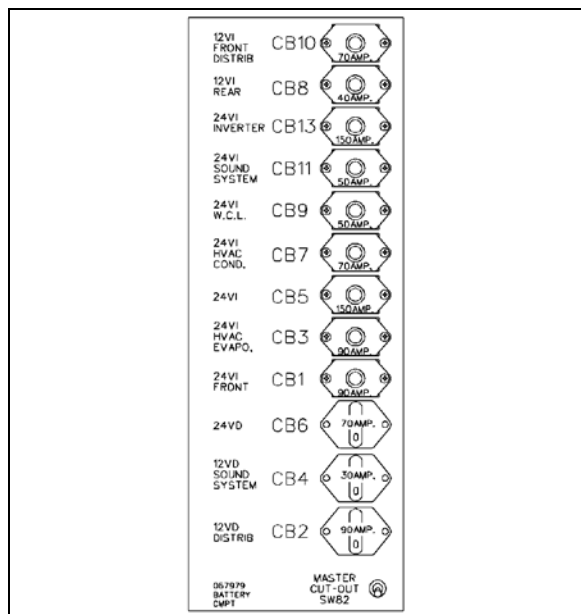 12VI
FRONT
DISTRIB
CB10
70AMP.
12VI
REAR
CB8
40AMP.
24VI
INVERTER
CB13
150AMP.
24VI
SOUND
SYSTEM
CB11
50AMP.
24VI
W.C.L.
CB9
50AMP.
24VI
HVAC
COND.
CB7
70AMP.
24VI
CB5
150AMP.
24VI
HVAC
EVAPO.
CB3
90AMP.
24VI
FRONT
CB1
90AMP.
24VD
CB6
70AMP.
0
12VD
SOUND
SYSTEM
CB4
30AMP.
0
12VD
DISTRIB
CB2
90AMP.
0
067979
BATTERY
CMPT
MASTER
CUT-OUT
SW82